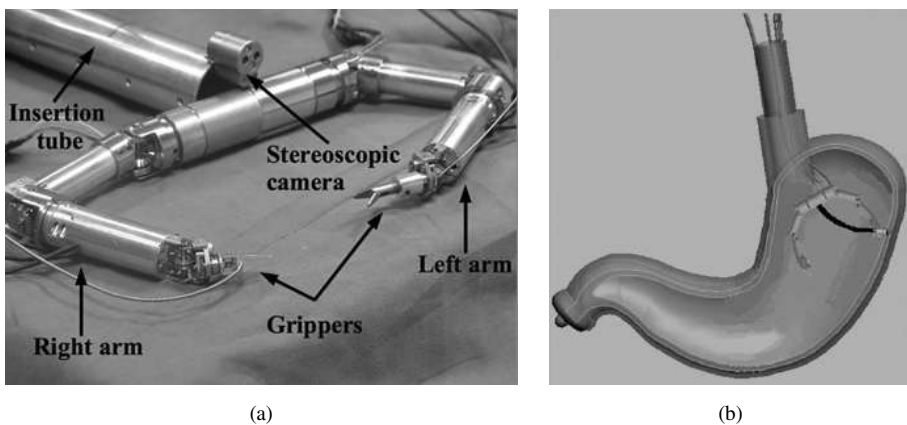 Insertion
tube
Stereoscopic
camera
Left arm
Grippers
Right arm
(a)
(b)